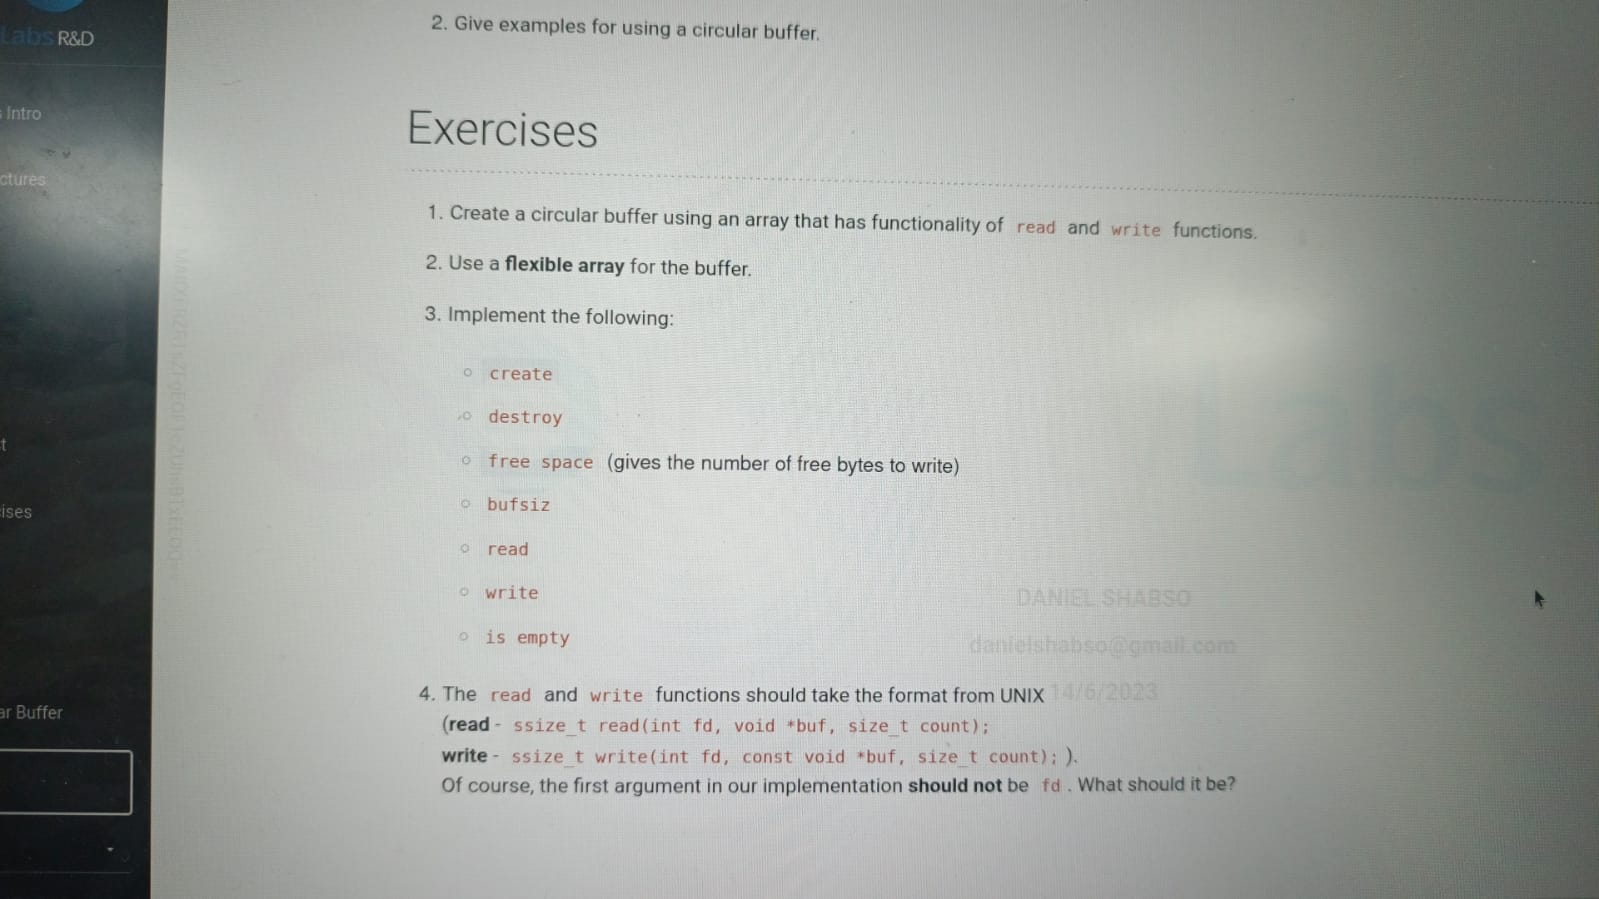 2. Give examples for using a circular buffer.
Labs R&D
Intro
Exercises
ctures
1. Create a circular buffer using an array that has functionality of read and write functions.
2. Use a flexible array for the buffer.
3. Implement the following:
create
destroy
t
free space (gives the number of free bytes to write)
bufsiz
ises
read
write
DANIEL SHABSO
is empty
danielshabso@gmail.com
Labs
4. The read and write functions should take the format from UNIX
14/6/2023
ar Buffer
(read - ssize_t read(int fd, void *buf, size_t count);
write - ssize_t write(int fd, const void *buf, size_t count); ).
Of course, the first argument in our implementation should not be fd . What should it be?